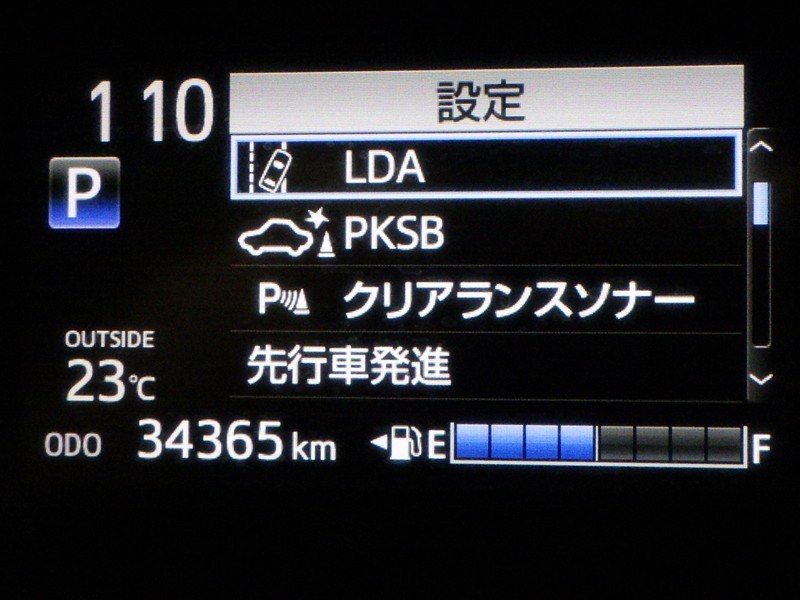 1 10
設定
LDA
P
PKSB
P クリアランスソナー
OUTSIDE
23℃
先行車発進
ODO 34365 km E F